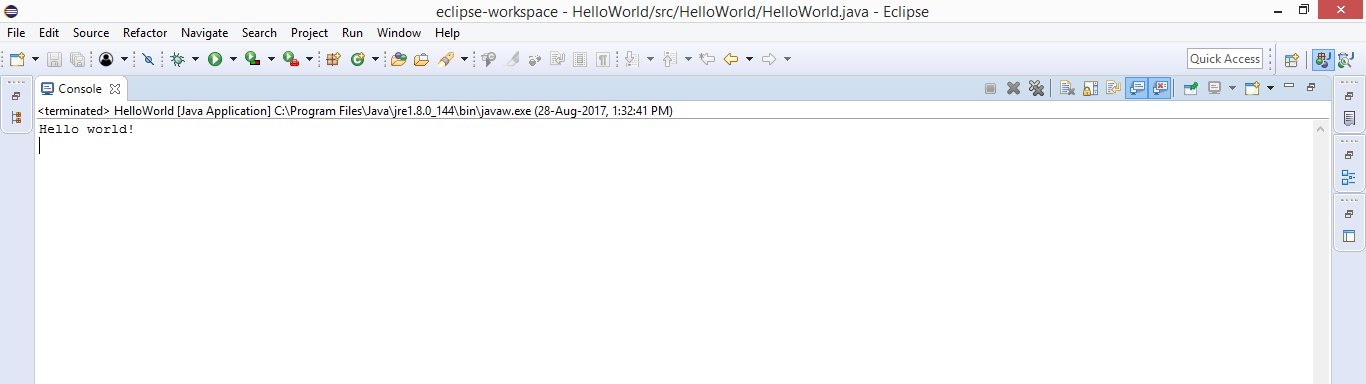 eclipse-workspace - HelloWorld/src/HelloWorld/HelloWorld.java - Eclipse
File Edit Source Refactor Navigate Search Project Run Window Help
Quick Access
Console
<terminated> HelloWorld [Java Application] C:\Program Files\Java\jre1.8.0_144\bin\javaw.exe (28-Aug-2017, 1:32:41 PM)
Hello world!